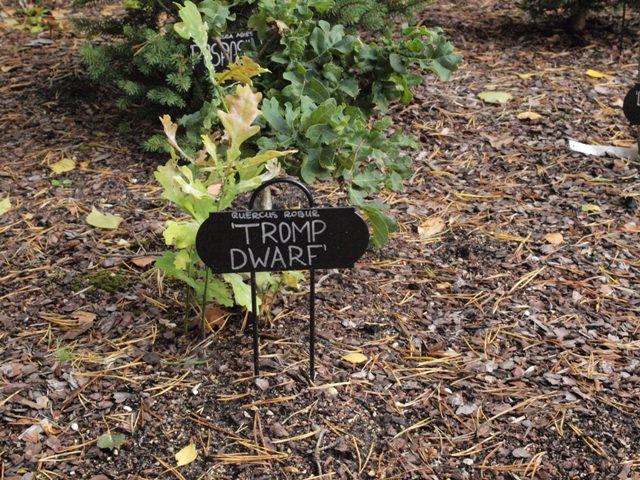 QUERCUS ROBUR
'TROMP
DWARF'